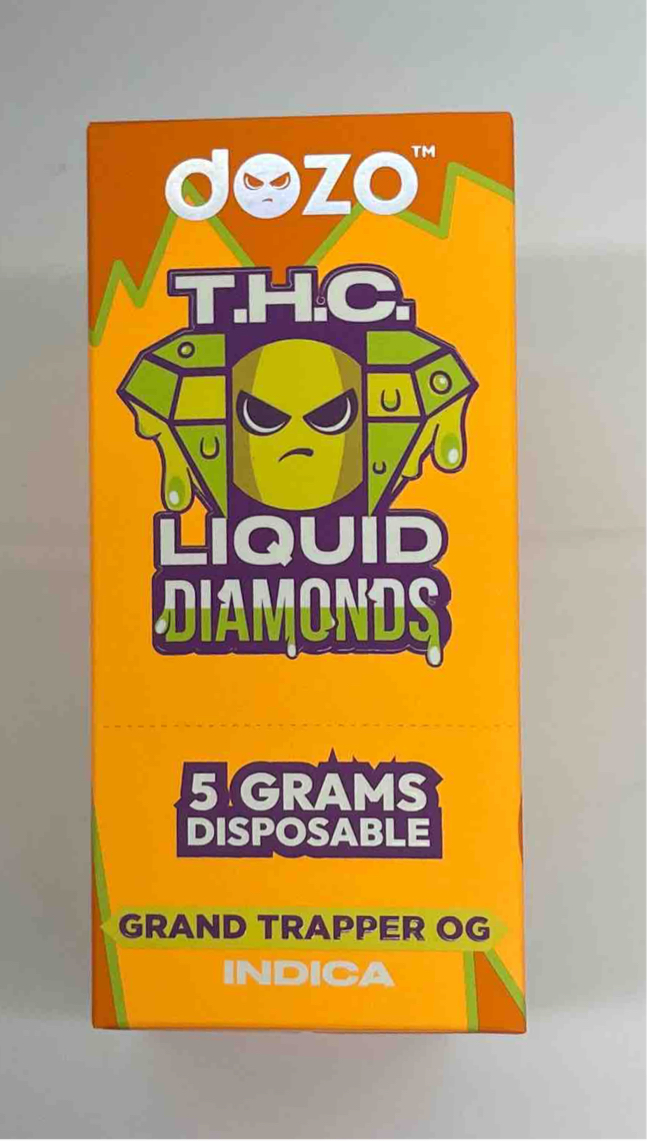 dozo™
T.H.C.
LIQUID
DIAMONDS
5 GRAMS
DISPOSABLE
GRAND TRAPPER OG
INDICA